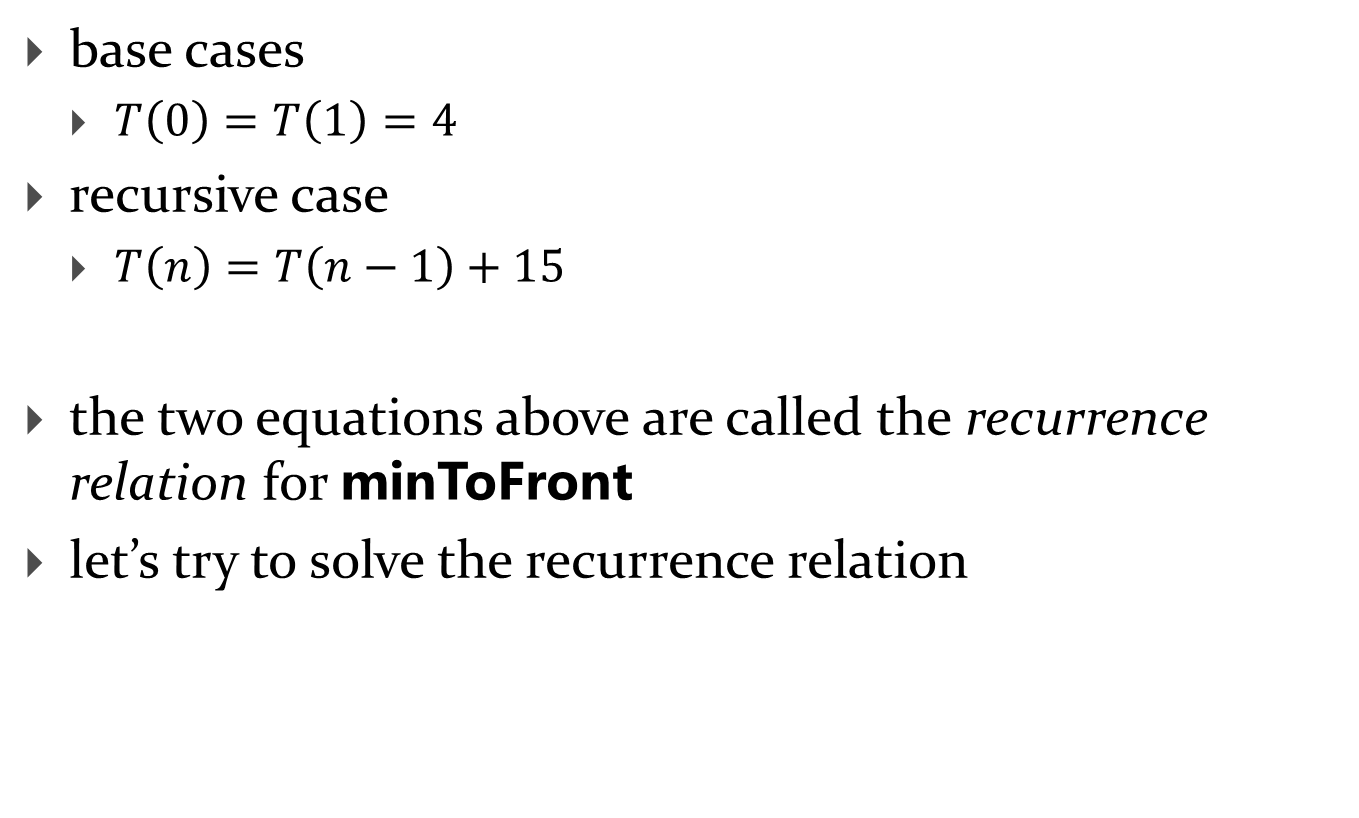 base cases
T(0) = T(1) = 4
recursive case
T(n) = T(n − 1) + 15
the two equations above are called the recurrence
relation for minToFront
let’s try to solve the recurrence relation